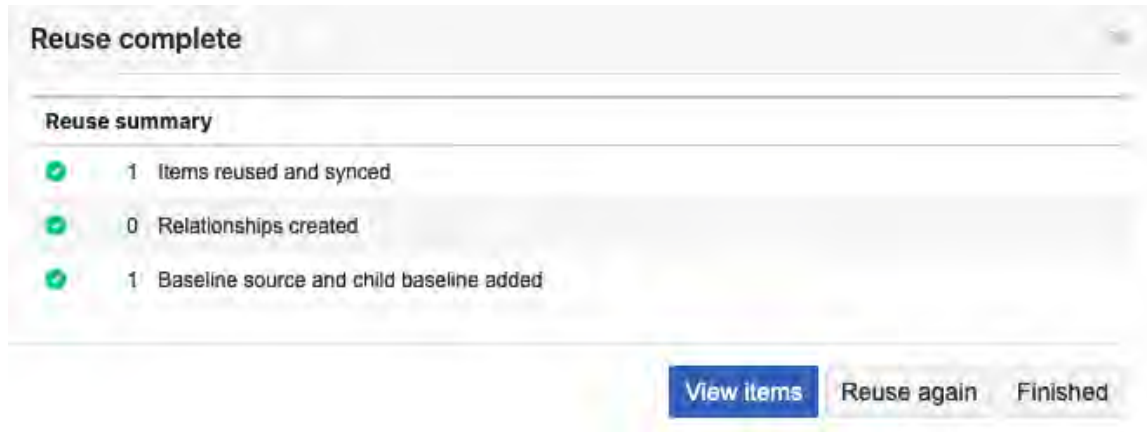 Reuse complete
Reuse summary
1 Items reused and synced
0 Relationships created
1 Baseline source and child baseline added
View items Reuse again Finished